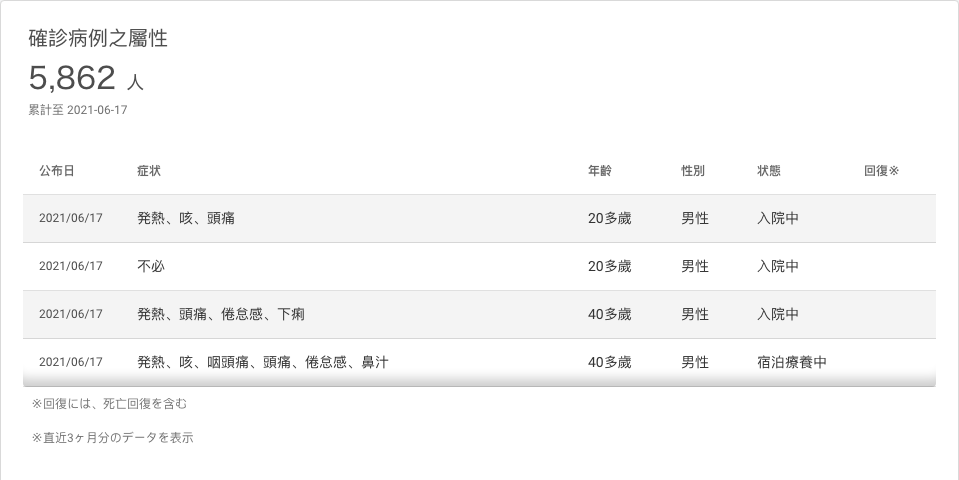 確診病例之屬性
5,862 人
累計至 2021-06-17
公布日 症状 年齢 性別 状態 回復※
2021/06/17 発熱、咳、頭痛 20多歲 男性 入院中
2021/06/17 不必 20多歲 男性 入院中
2021/06/17 発熱、頭痛、倦怠感、下痢 40多歲 男性 入院中
2021/06/17 発熱、咳、咽頭痛、頭痛、倦怠感、鼻汁 40多歲 男性 宿泊療養中
※回復には、死亡回復を含む
※直近3ヶ月分のデータを表示